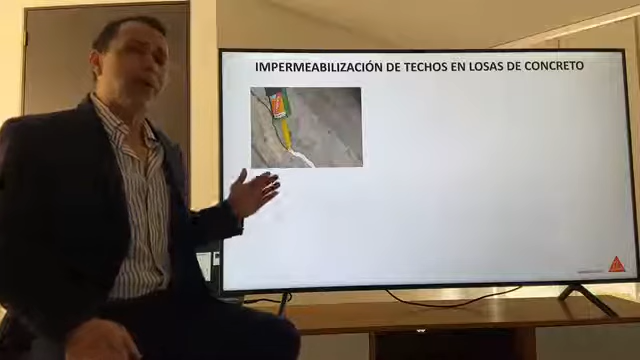 IMPERMEABILIZACIÓN DE TECHOS EN LOSAS DE CONCRETO